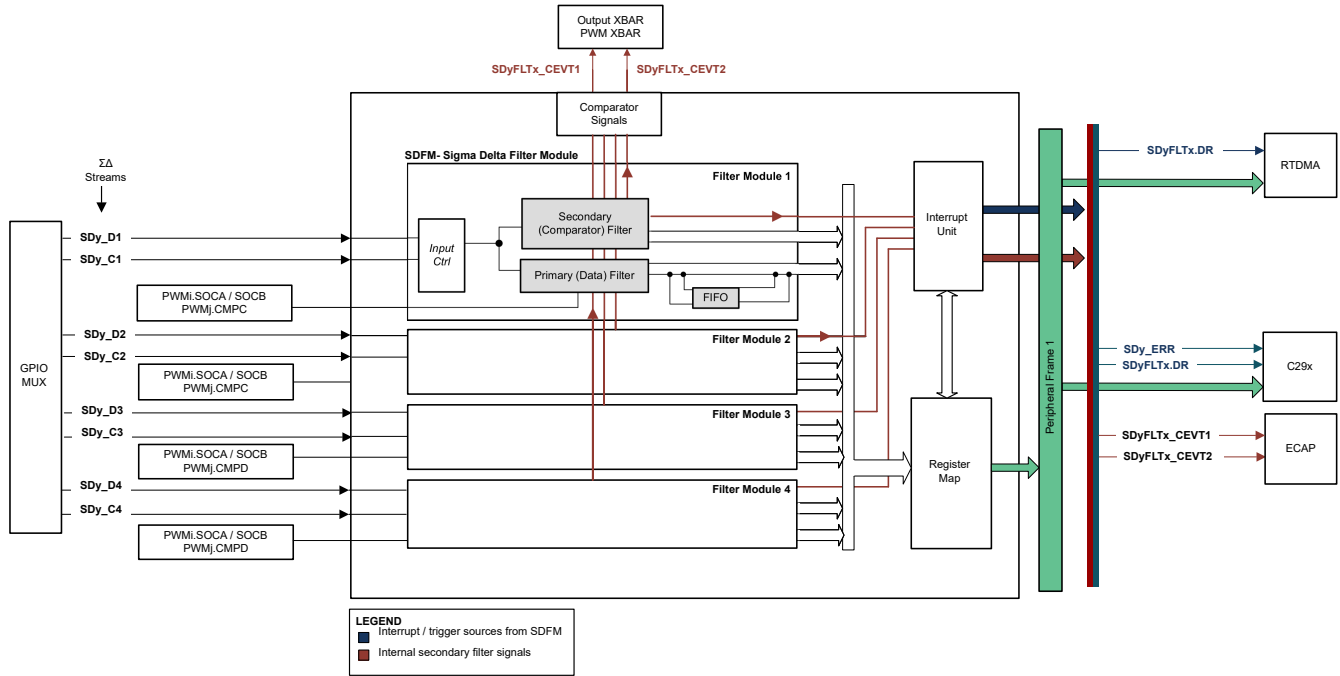 Output XBAR
PWM XBAR
SDyFLTx_CEVT1
SDyFLTx_CEVT2
Comparator
Signals
SDFM- Sigma Delta Filter Module
ΣΔ
Streams
Filter Module 1
Secondary
(Comparator) Filter
Input
Ctrl
Primary (Data) Filter
FIFO
Interrupt
Unit
SDyFLTx.DR
RTDMA
SDy_D1
SDy_C1
PWMi.SOCA / SOCB
PWMj.CMPC
GPIO
MUX
SDy_D2
SDy_C2
Filter Module 2
PWMi.SOCA / SOCB
PWMj.CMPC
SDy_D3
SDy_C3
Filter Module 3
PWMi.SOCA / SOCB
PWMj.CMPD
SDy_D4
SDy_C4
Filter Module 4
PWMi.SOCA / SOCB
PWMj.CMPD
Register
Map
Peripheral Frame 1
SDy_ERR
SDyFLTx.DR
C29x
SDyFLTx_CEVT1
SDyFLTx_CEVT2
ECAP
LEGEND
Interrupt / trigger sources from SDFM
Internal secondary filter signals